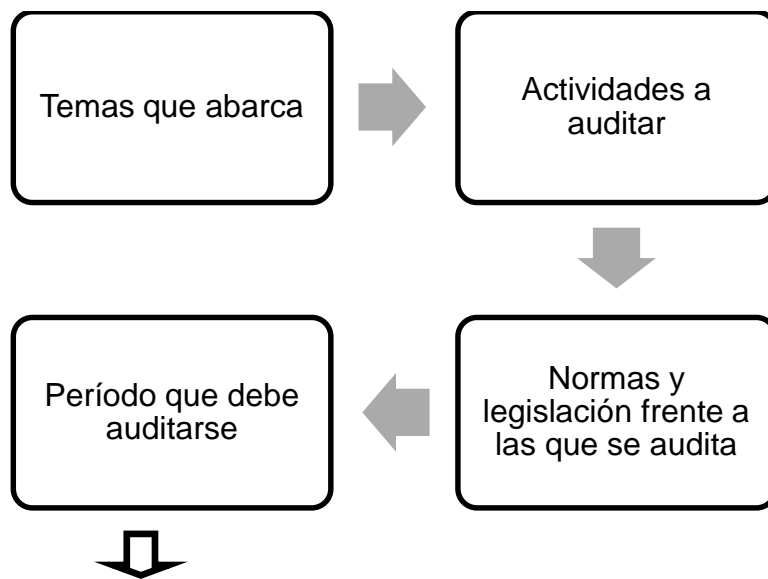 Temas que abarca
Actividades a
auditar
Normas y
legislación frente a
las que se audita
Período que debe
auditarse